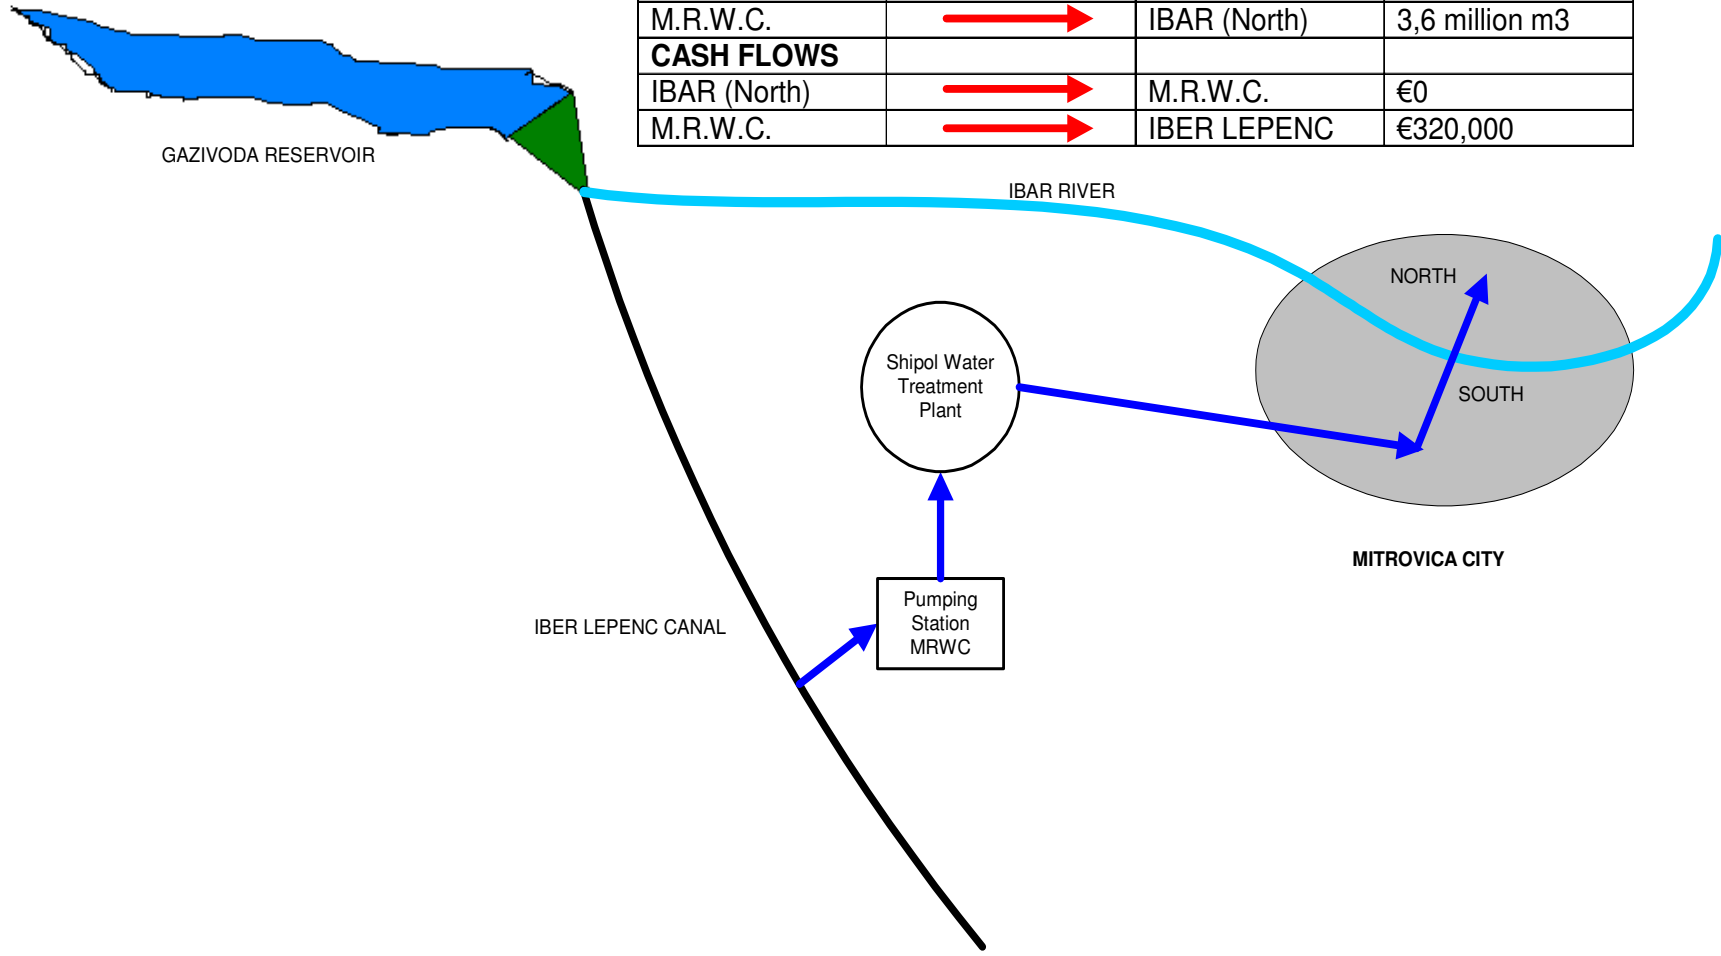 M.R.W.C. IBAR (North) 3,6 million m3
CASH FLOWS
IBAR (North) M.R.W.C. €0
M.R.W.C. IBER LEPENC €320,000
GAZIVODA RESERVOIR
IBAR RIVER
NORTH
Shipol Water
Treatment
Plant
SOUTH
MITROVICA CITY
Pumping
Station
MRWC
IBER LEPENC CANAL